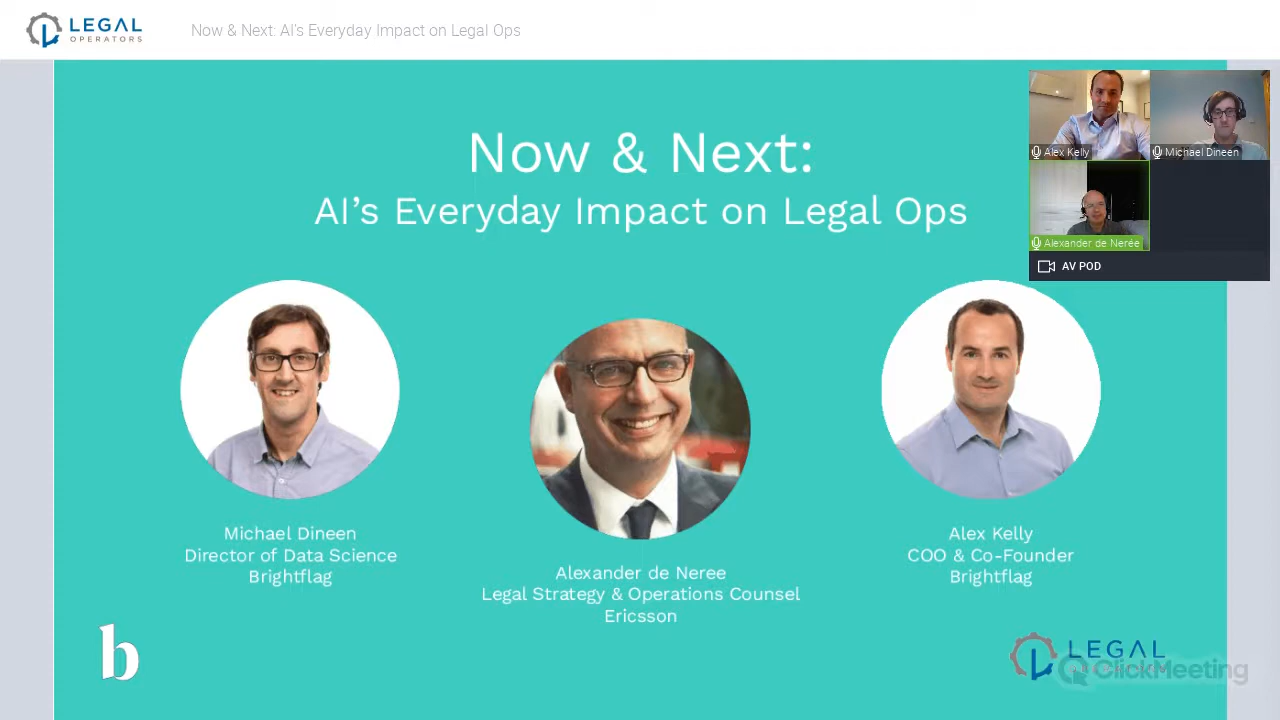 LEGAL
OPERATORS
Now & Next: AI's Everyday Impact on Legal Ops
Now & Next:
AI’s Everyday Impact on Legal Ops
Alex Kelly
Michael Dineen
Alexander de Nerée
AV POD
Michael Dineen
Director of Data Science
Brightflag
Alexander de Neree
Legal Strategy & Operations Counsel
Ericsson
Alex Kelly
COO & Co-Founder
Brightflag
b
LEGAL
ClickMeeting